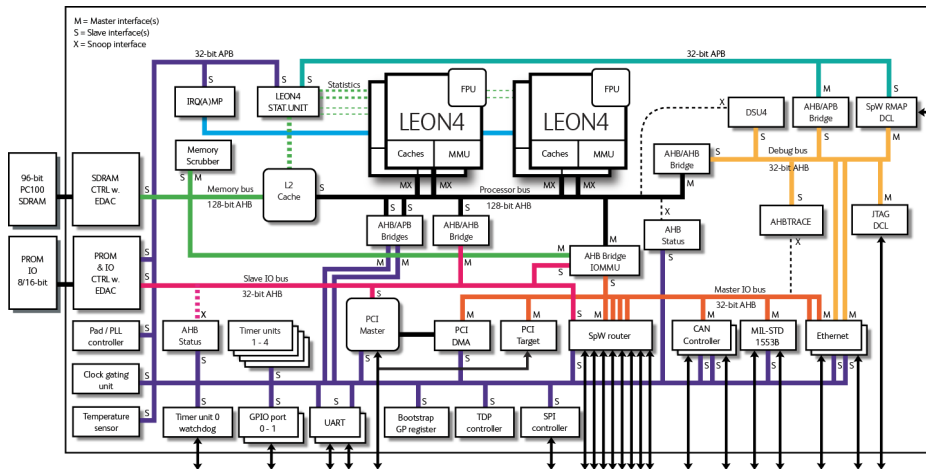 M = Master interface(s)
S = Slave interface(s)
X = Snoop interface
32-bit APB
32-bit APB
S
S
S
M
S
IRQ(A)MP
LEON4
STAT.UNIT
Statistics
FPU
LEON4
Caches
MMU
FPU
LEON4
Caches
MMU
X
DSU4
AHB/APB
Bridge
SpW RMAP
DCL
S
S
M
Memory
Scrubber
S
M
AHB/AHB
Bridge
S
Debug bus
32-bit AHB
M
96-bit
PC100
SDRAM
SDRAM
CTRL w.
EDAC
S
Memory bus
128-bit AHB
M
L2
Cache
S
MX
MX
Processor bus
128-bit AHB
S
S
S
M
X
S
M
AHB/APB
Bridges
AHB/AHB
Bridge
AHB
Status
AHBTRACE
JTAG
DCL
M
M
M
S
X
PROM
IO
8/16-bit
PROM
& IO
CTRL w.
EDAC
S
S
Slave IO bus
32-bit AHB
M
S
AHB Bridge
IOMMU
M
S
Master IO bus
32-bit AHB
X
S
M
M
S
M
M
M
M
M
Pad / PLL
controller
S
AHB
Status
Timer units
1 - 4
PCI
Master
PCI
DMA
PCI
Target
SpW router
CAN
Controller
MIL-STD
1553B
Ethernet
S
S
S
S
S
S
S
S
S
S
Clock gating
unit
S
Temperature
sensor
S
S
S
S
S
S
S
S
S
Timer unit 0
watchdog
GPIO port
0 - 1
UART
Bootstrap
GP register
TDP
controller
SPI
controller